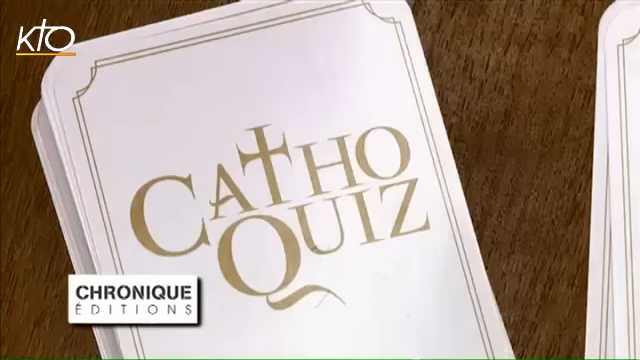 KTO
CATHO
QUIZ
CHRONIQUE
ÉDITIONS